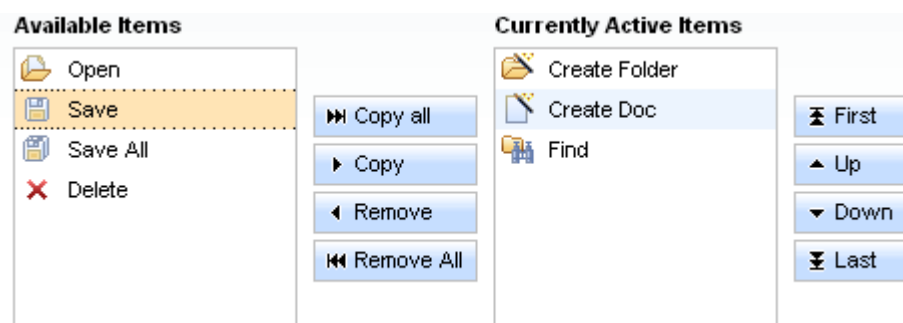 Available Items
Open
Save
Save All
Delete
Copy all
Copy
Remove
Remove All
Currently Active Items
Create Folder
Create Doc
Find
First
Up
Down
Last